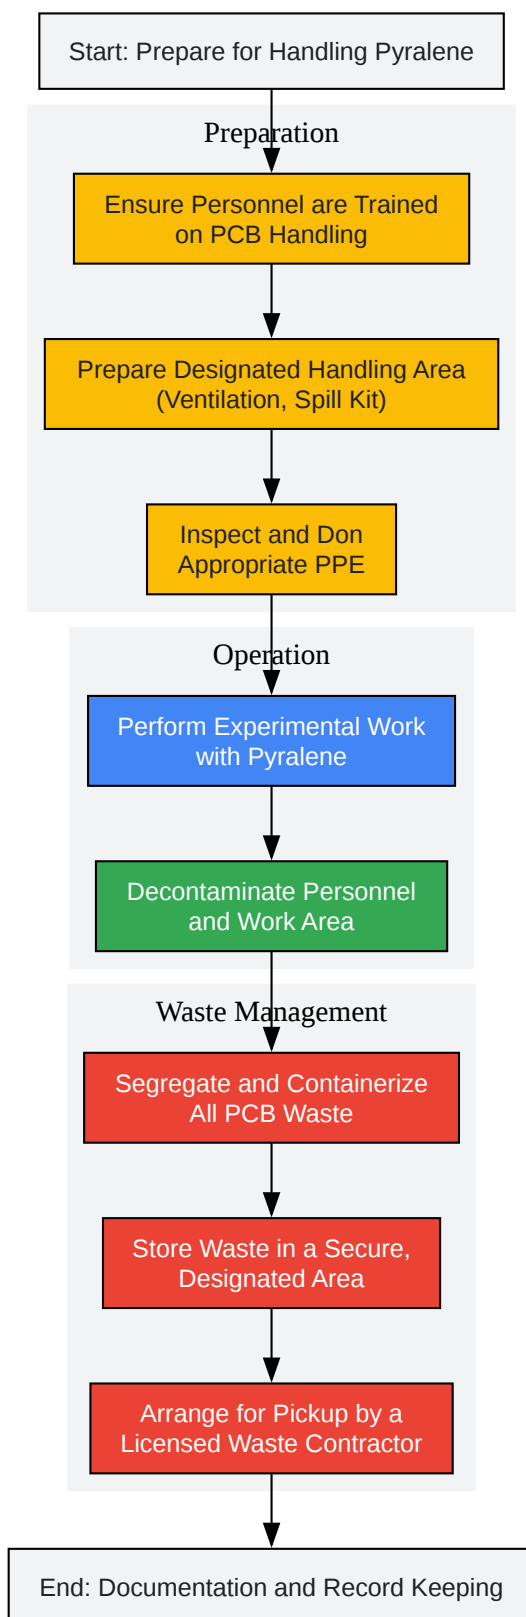 Start: Prepare for Handling Pyralene
Preparation
Ensure Personnel are Trained
on PCB Handling
Prepare Designated Handling Area
(Ventilation, Spill Kit)
Inspect and Don
Appropriate PPE
Operation
Perform Experimental Work
with Pyralene
Decontaminate Personnel
and Work Area
Waste Management
Segregate and Containerize
All PCB Waste
Store Waste in a Secure,
Designated Area
Arrange for Pickup by a
Licensed Waste Contractor
End: Documentation and Record Keeping